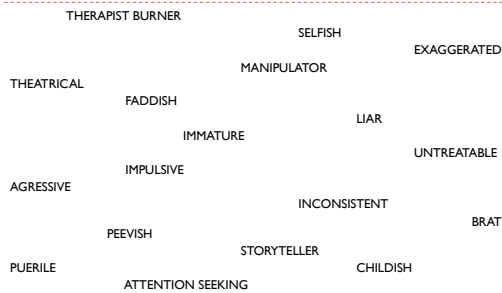 THERAPIST BURNER
SELFISH
EXAGGERATED
MANIPULATOR
THEATRICAL
FADDISH
LIAR
IMMATURE
UNTREATABLE
IMPULSIVE
AGRESSIVE
INCONSISTENT
BRAT
PEEVISH
STORYTELLER
PUERILE
CHILDISH
ATTENTION SEEKING